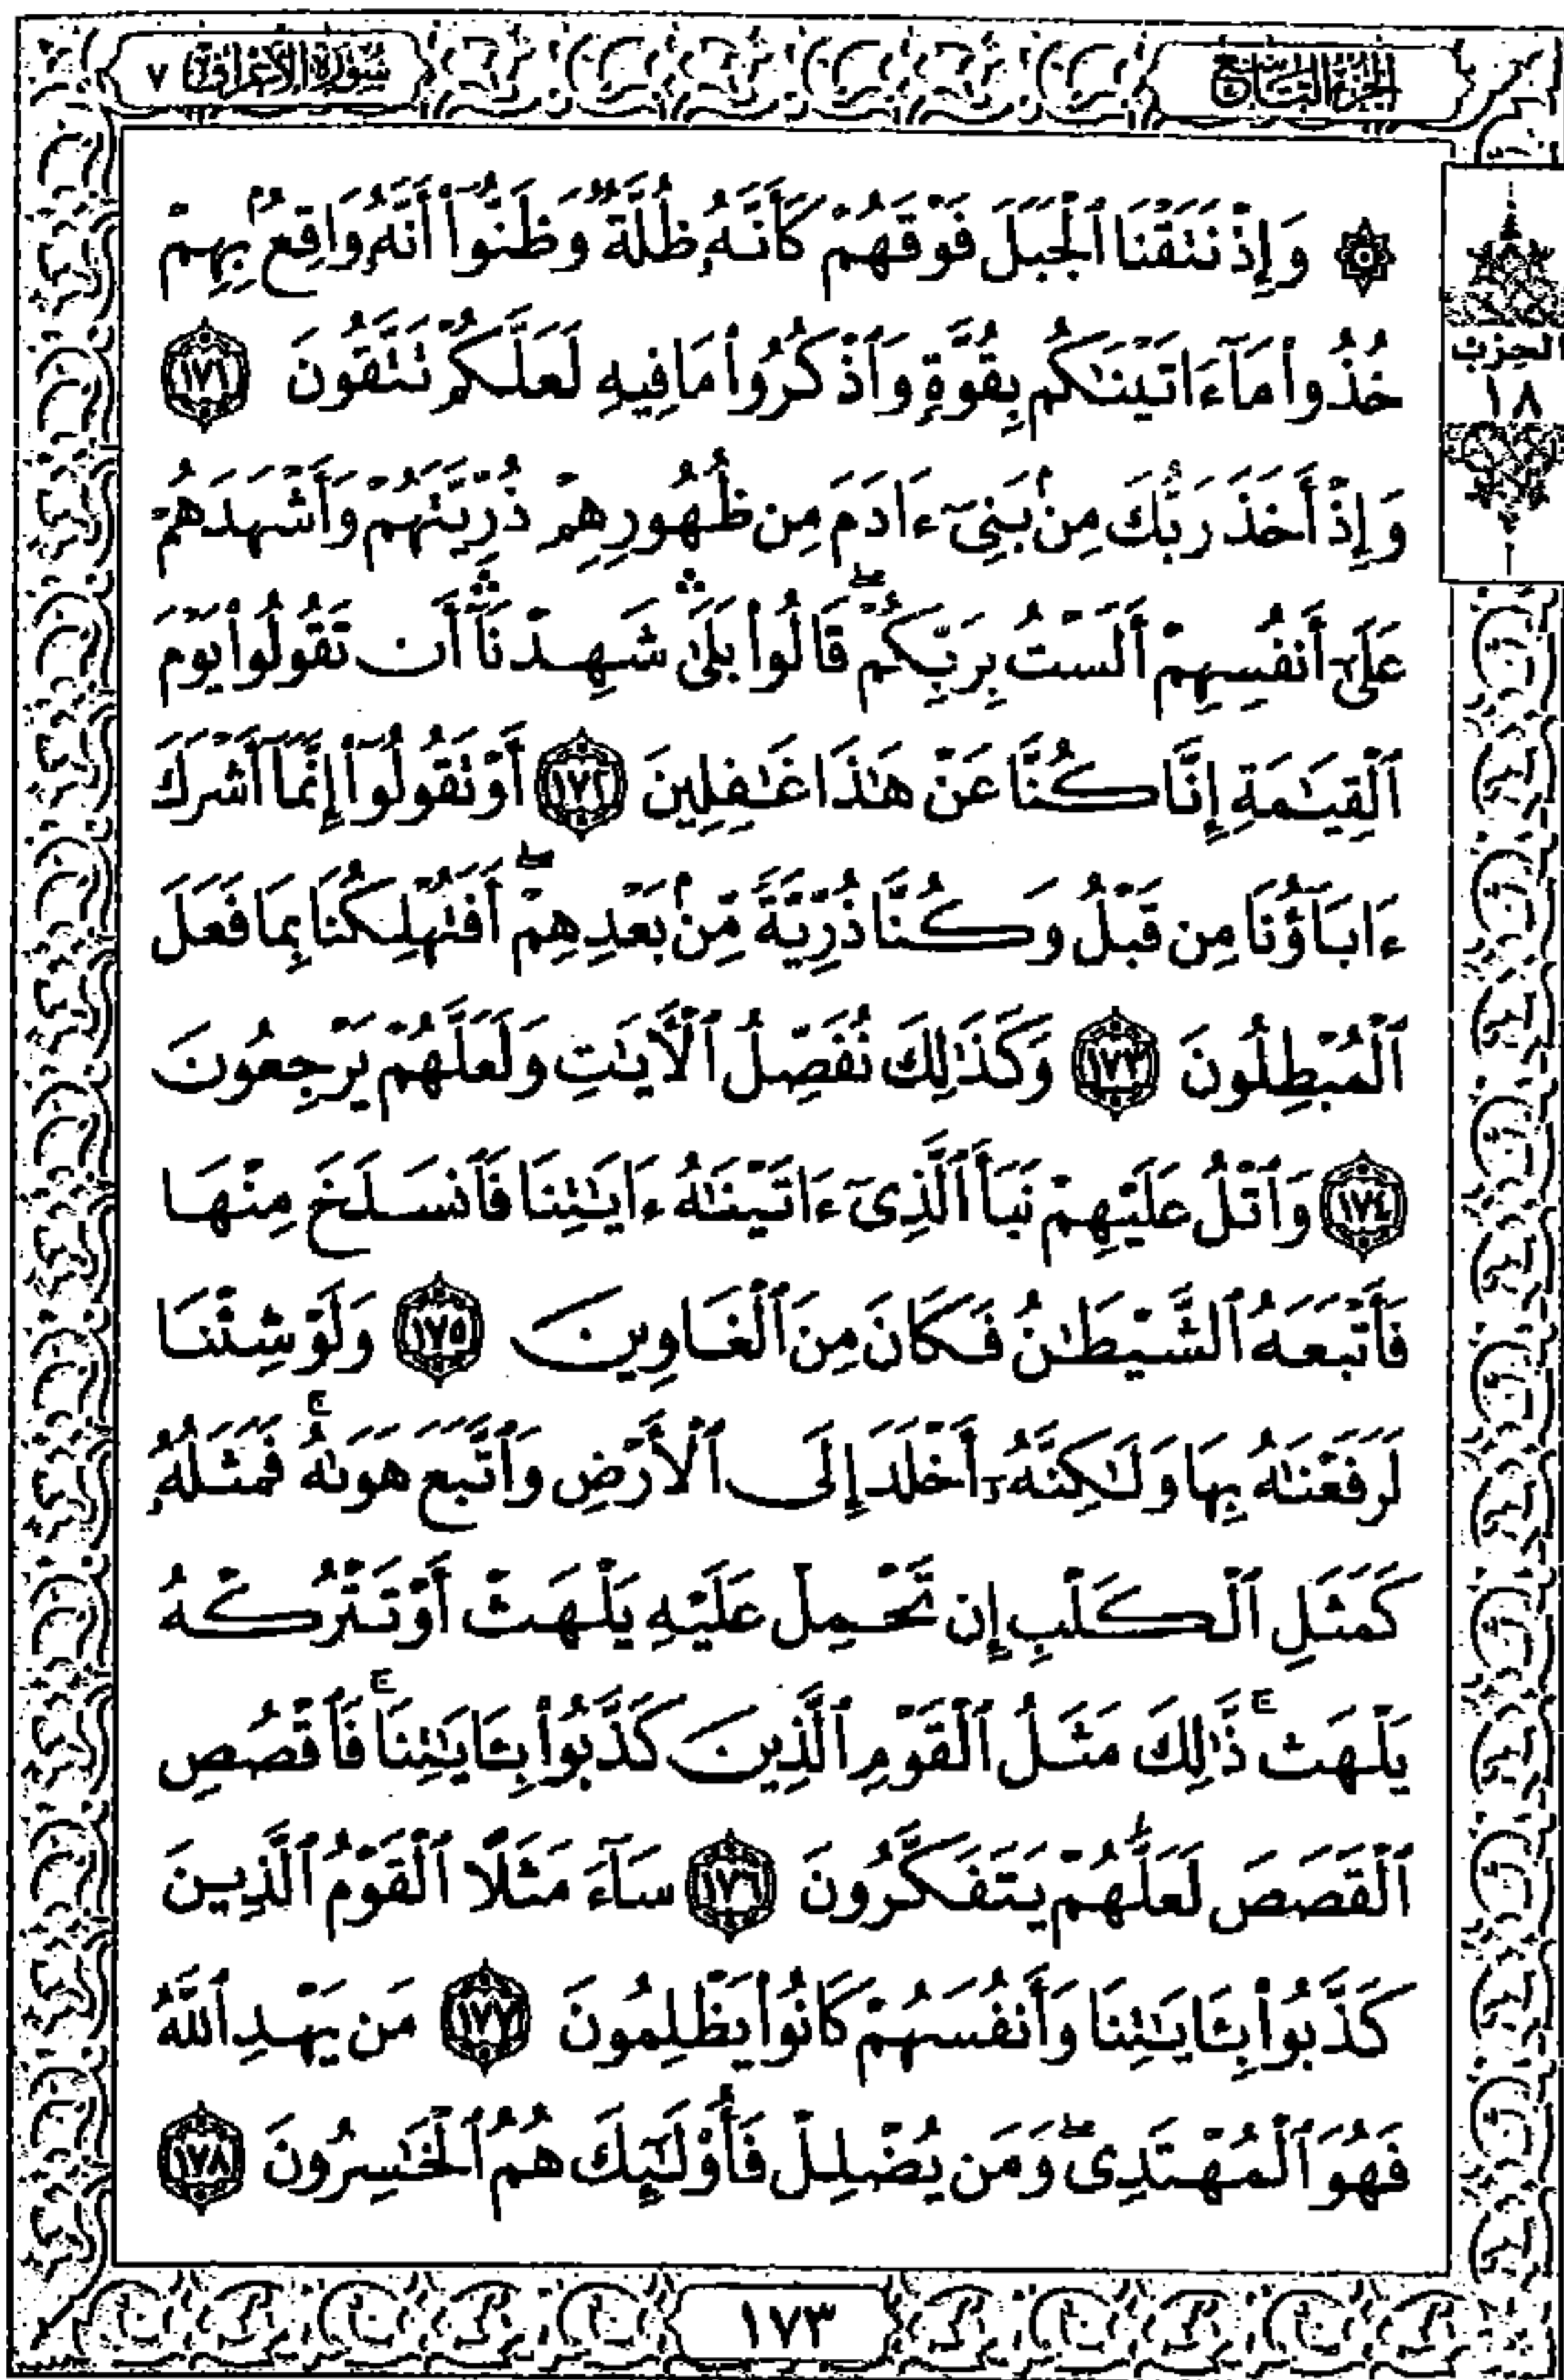 الجزء التاسع
سورة الأعراف ٧
الحزب
١٨
۞ وَإِذْ نَتَقْنَا ٱلْجَبَلَ فَوْقَهُمْ كَأَنَّهُۥ ظُلَّةٌ وَظَنُّوٓا۟ أَنَّهُۥ وَاقِعٌۢ بِهِمْ
خُذُوا۟ مَآ ءَاتَيْنَـٰكُم بِقُوَّةٍ وَٱذْكُرُوا۟ مَا فِيهِ لَعَلَّكُمْ تَتَّقُونَ ١٧١
وَإِذْ أَخَذَ رَبُّكَ مِنۢ بَنِىٓ ءَادَمَ مِن ظُهُورِهِمْ ذُرِّيَّتَهُمْ وَأَشْهَدَهُمْ
عَلَىٰٓ أَنفُسِهِمْ أَلَسْتُ بِرَبِّكُمْ ۖ قَالُوا۟ بَلَىٰ ۛ شَهِدْنَآ ۛ أَن تَقُولُوا۟ يَوْمَ
ٱلْقِيَـٰمَةِ إِنَّا كُنَّا عَنْ هَـٰذَا غَـٰفِلِينَ ١٧٢ أَوْ تَقُولُوٓا۟ إِنَّمَآ أَشْرَكَ
ءَابَآؤُنَا مِن قَبْلُ وَكُنَّا ذُرِّيَّةً مِّنۢ بَعْدِهِمْ ۖ أَفَتُهْلِكُنَا بِمَا فَعَلَ
ٱلْمُبْطِلُونَ ١٧٣ وَكَذَٰلِكَ نُفَصِّلُ ٱلْـَٔايَـٰتِ وَلَعَلَّهُمْ يَرْجِعُونَ
١٧٤ وَٱتْلُ عَلَيْهِمْ نَبَأَ ٱلَّذِىٓ ءَاتَيْنَـٰهُ ءَايَـٰتِنَا فَٱنسَلَخَ مِنْهَا
فَأَتْبَعَهُ ٱلشَّيْطَـٰنُ فَكَانَ مِنَ ٱلْغَاوِينَ ١٧٥ وَلَوْ شِئْنَا
لَرَفَعْنَـٰهُ بِهَا وَلَـٰكِنَّهُۥٓ أَخْلَدَ إِلَى ٱلْأَرْضِ وَٱتَّبَعَ هَوَىٰهُ ۚ فَمَثَلُهُۥ
كَمَثَلِ ٱلْكَلْبِ إِن تَحْمِلْ عَلَيْهِ يَلْهَثْ أَوْ تَتْرُكْهُ
يَلْهَث ۚ ذَّٰلِكَ مَثَلُ ٱلْقَوْمِ ٱلَّذِينَ كَذَّبُوا۟ بِـَٔايَـٰتِنَا ۚ فَٱقْصُصِ
ٱلْقَصَصَ لَعَلَّهُمْ يَتَفَكَّرُونَ ١٧٦ سَآءَ مَثَلًا ٱلْقَوْمُ ٱلَّذِينَ
كَذَّبُوا۟ بِـَٔايَـٰتِنَا وَأَنفُسَهُمْ كَانُوا۟ يَظْلِمُونَ ١٧٧ مَن يَهْدِ ٱللَّهُ
فَهُوَ ٱلْمُهْتَدِى ۖ وَمَن يُضْلِلْ فَأُو۟لَـٰٓئِكَ هُمُ ٱلْخَـٰسِرُونَ ١٧٨
١٧٣